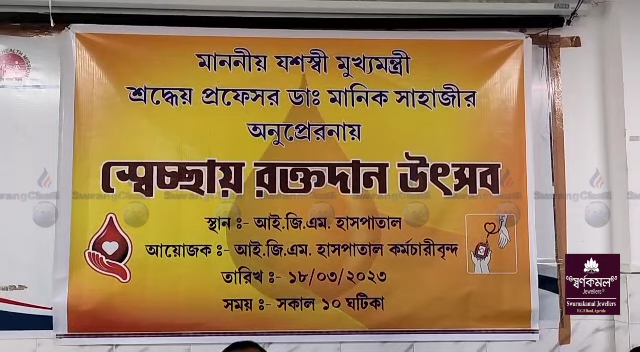 মাননীয় যশস্বী মুখ্যমন্ত্রী
শ্রদ্ধেয় প্রফেসর ডাঃ মানিক সাহাজীর
অনুপ্রেরনায়
স্বেচ্ছায় রক্তদান উৎসব
স্থান ঃ- আই.জি.এম. হাসপাতাল
আয়োজক ঃ- আই.জি.এম. হাসপাতাল কর্মচারীবৃন্দ
তারিখ ঃ- ১৮/০৩/২০২৩
সময় ঃ- সকাল ১০ ঘটিকা
স্বর্ণকমল
Jewellers
Swarnakamal Jewellers